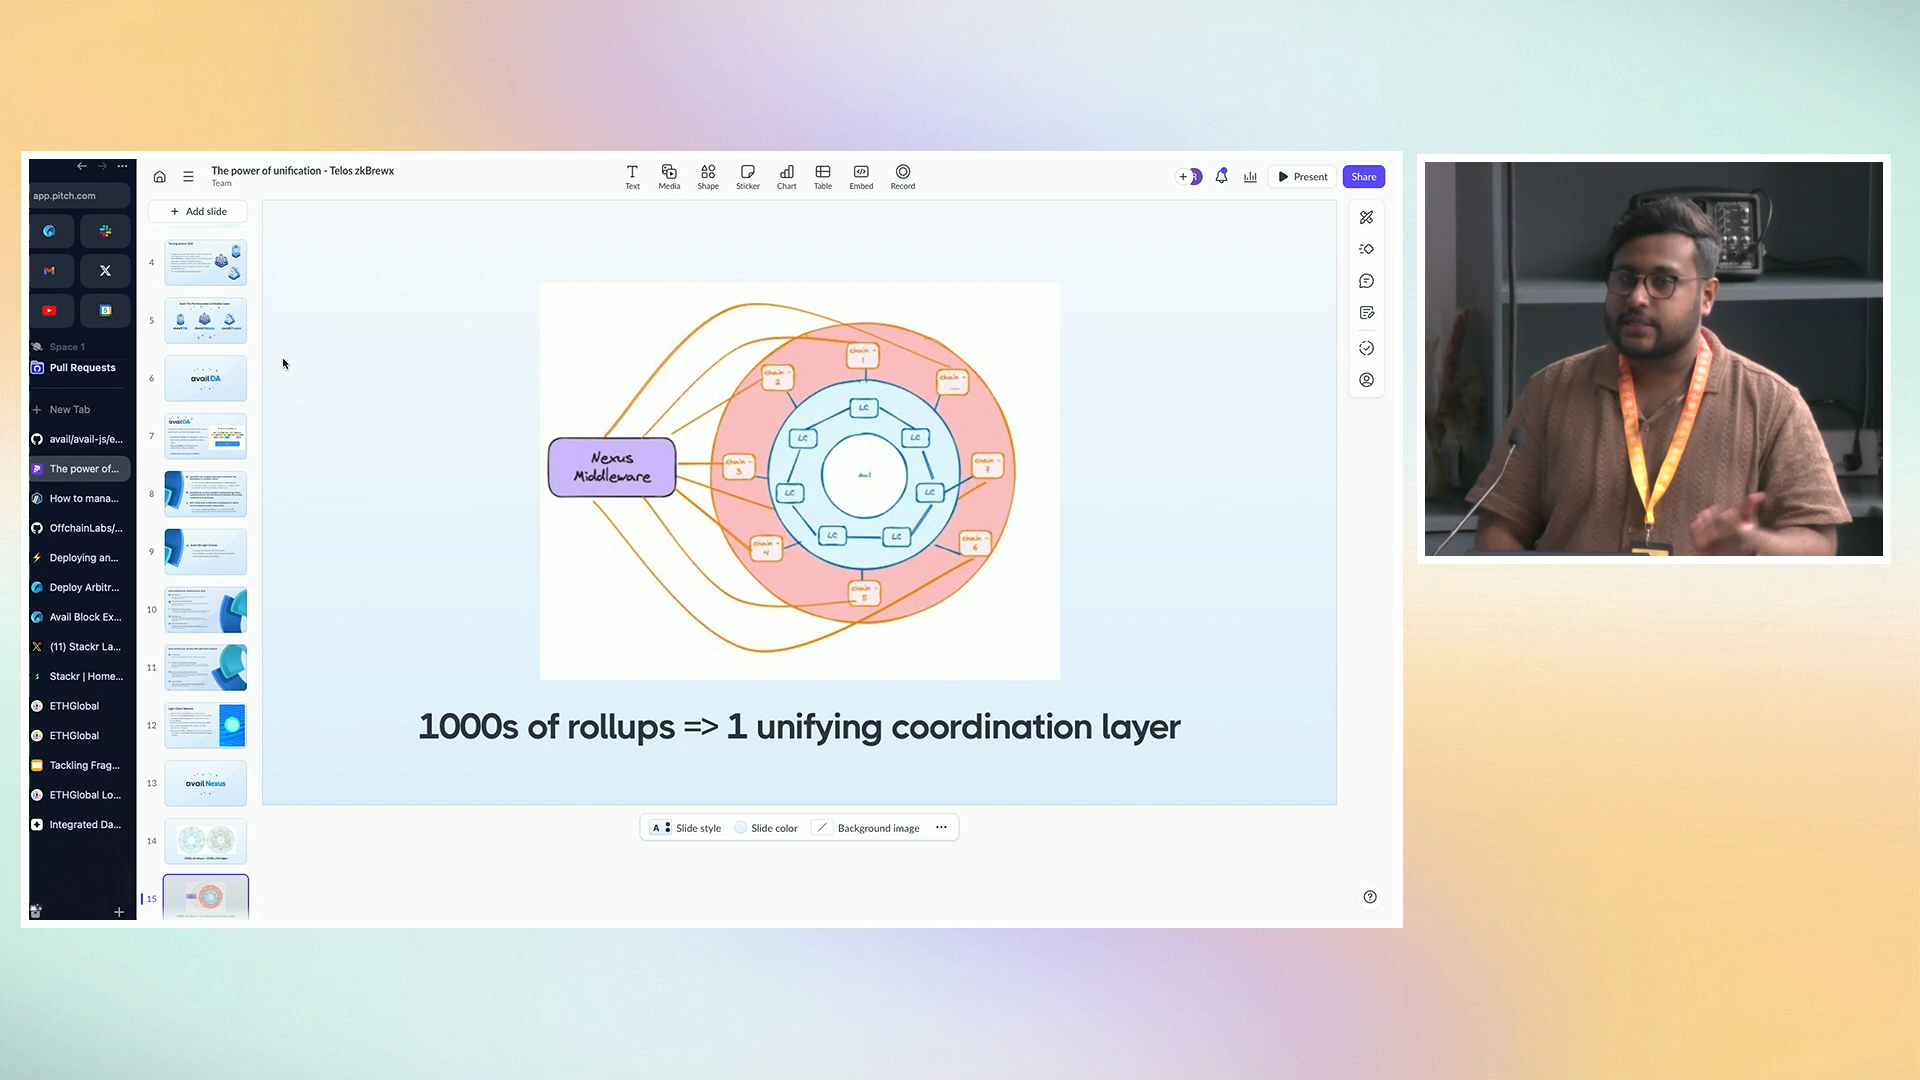 app.pitch.com
Space 1
Pull Requests
New Tab
avail/avail-js/e...
The power of...
How to mana...
OffchainLabs/...
Deploying an...
Deploy Arbitr...
Avail Block Ex...
(11) Stackr La...
Stackr | Home...
ETHGlobal
ETHGlobal
Tackling Frag...
ETHGlobal Lo...
Integrated Da...
The power of unification - Telos zkBrewx
Team
Text
Media
Shape
Sticker
Chart
Table
Embed
Record
Present
Share
Add slide
4
5
6
avail DA
7
8
9
10
11
12
13
avail Nexus
14
15
Nexus
Middleware
chain -
1
chain -
2
chain -
chain -
3
chain -
7
chain -
4
chain -
6
chain -
5
LC
LC
LC
LC
LC
LC
LC
1000s of rollups => 1 unifying coordination layer
Slide style
Slide color
Background image